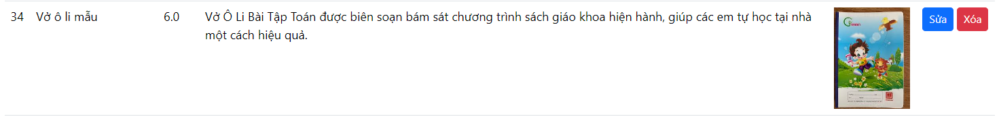 34 Vở ô li mẫu 6.0 Vở Ô Li Bài Tập Toán được biên soạn bám sát chương trình sách giáo khoa hiện hành, giúp các em tự học tại nhà
một cách hiệu quả.
Sửa Xóa
Green